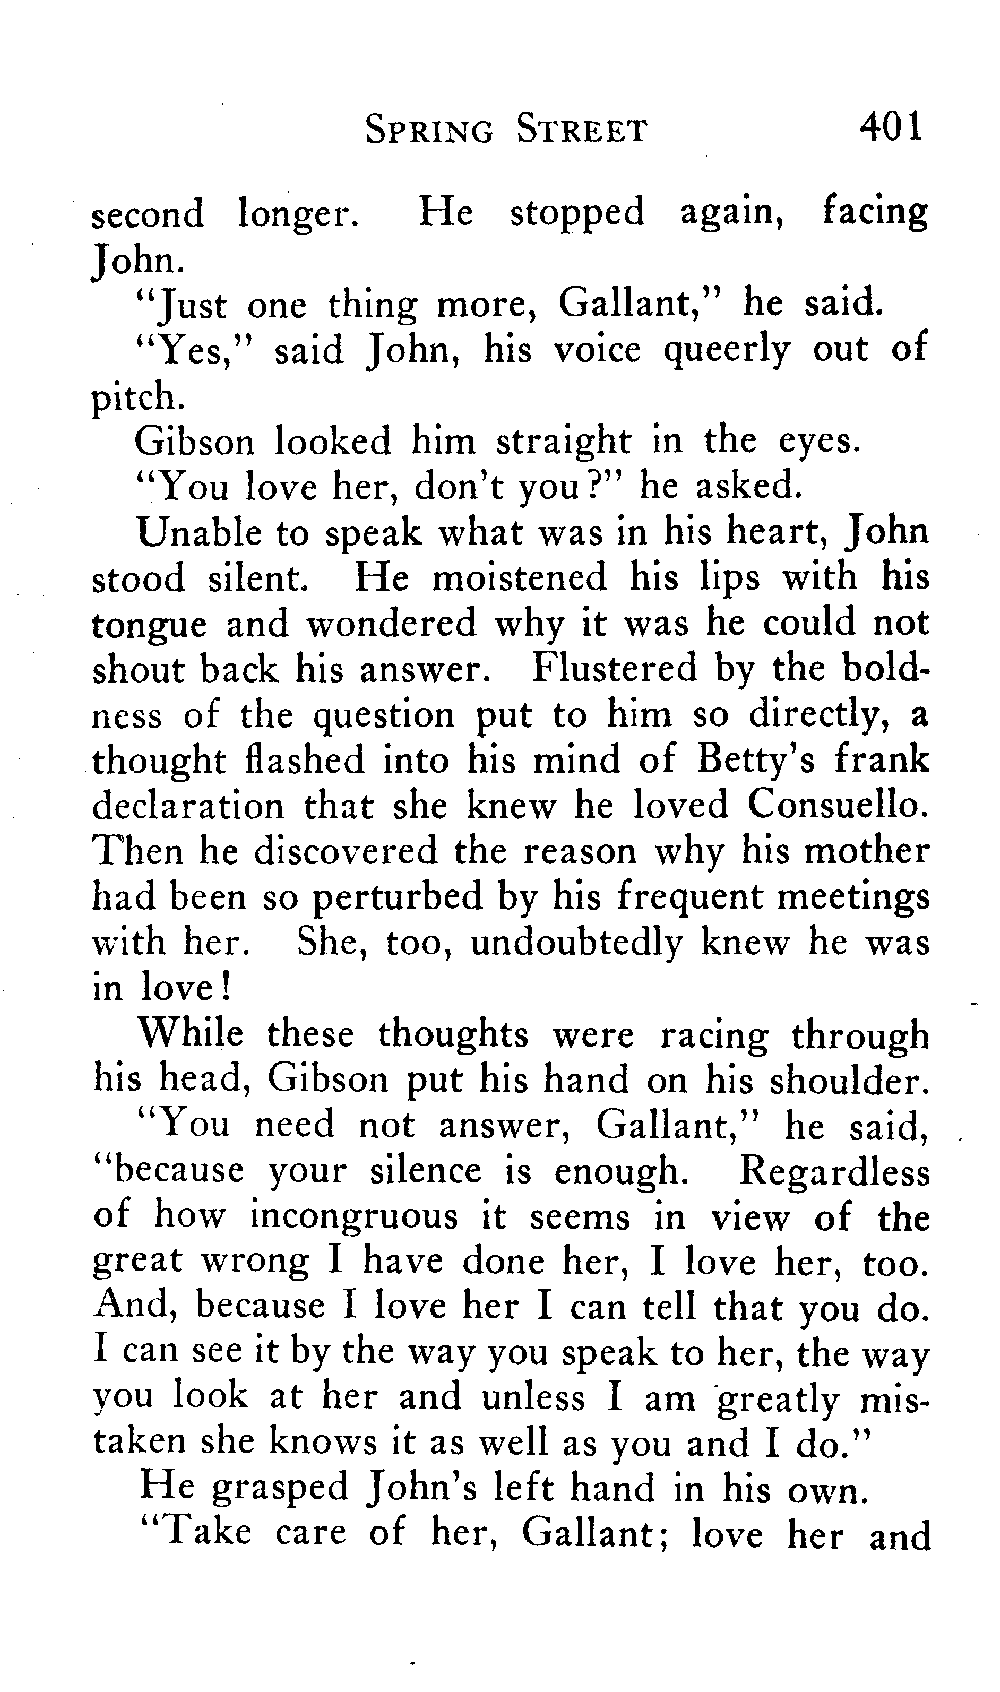 SPRING STREET 401
second longer. He stopped again, facing
John.
"Just one thing more, Gallant," he said.
"Yes," said John, his voice queerly out of
pitch.
Gibson looked him straight in the eyes.
"You love her, don't you?" he asked.
Unable to speak what was in his heart, John
stood silent. He moistened his lips with his
tongue and wondered why it was he could not
shout back his answer. Flustered by the bold-
ness of the question put to him so directly, a
thought flashed into his mind of Betty's frank
declaration that she knew he loved Consuello.
Then he discovered the reason why his mother
had been so perturbed by his frequent meetings
with her. She, too, undoubtedly knew he was
in love!
While these thoughts were racing through
his head, Gibson put his hand on his shoulder.
"You need not answer, Gallant," he said,
"because your silence is enough. Regardless
of how incongruous it seems in view of the
great wrong I have done her, I love her, too.
And, because I love her I can tell that you do.
I can see it by the way you speak to her, the way
you look at her and unless I am greatly mis-
taken she knows it as well as you and I do."
He grasped John's left hand in his own.
"Take care of her, Gallant; love her and